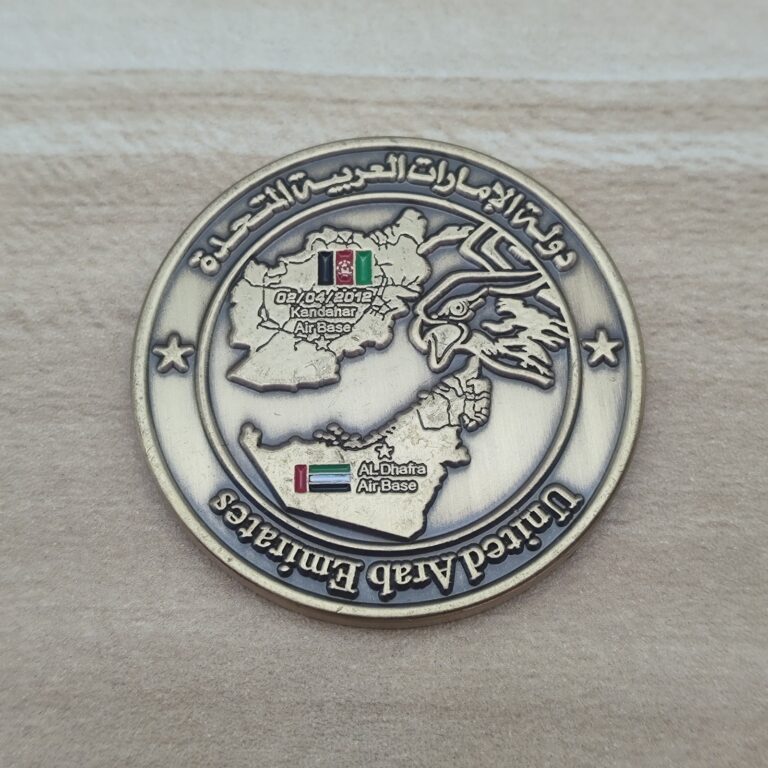 دولة الإمارات العربية المتحدة
02/04/2012
Kandahar
Air Base
AL Dhafra
Air Base
United Arab Emirates